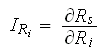 I_{R_i} = \frac{\partial R_s}{\partial R_i}